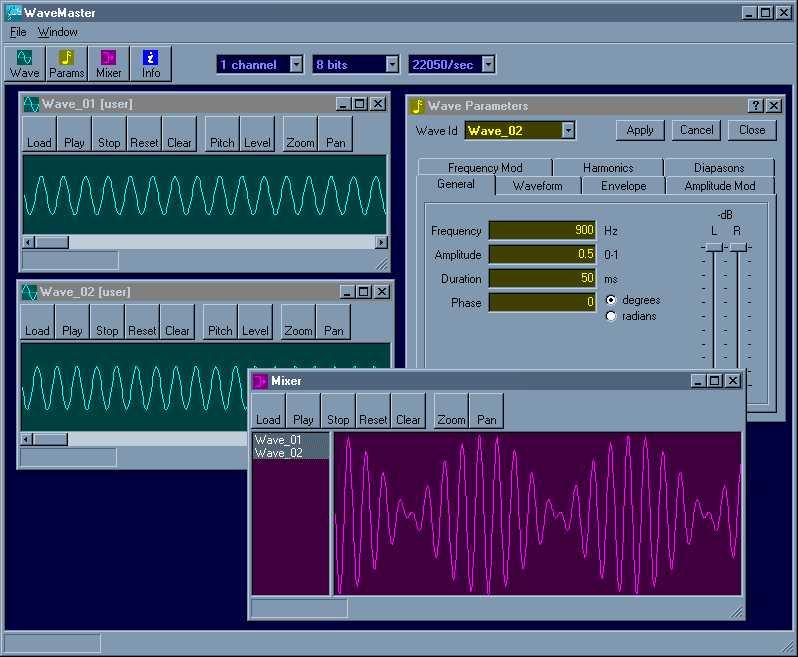 WaveMaster
File Window
Wave Params Mixer Info
1 channel 8 bits 22050/sec
Wave_01 [user]
Load Play Stop Reset Clear Pitch Level Zoom Pan
Wave_02 [user]
Load Play Stop Reset Clear Pitch Level Zoom Pan
Wave Parameters
Wave Id Wave_02 Apply Cancel Close
Frequency Mod Harmonics Diapasons
General Waveform Envelope Amplitude Mod
-dB
L R
Frequency 900 Hz
Amplitude 0.5 0-1
Duration 50 ms
Phase 0 degrees
radians
Mixer
Load Play Stop Reset Clear Zoom Pan
Wave_01
Wave_02